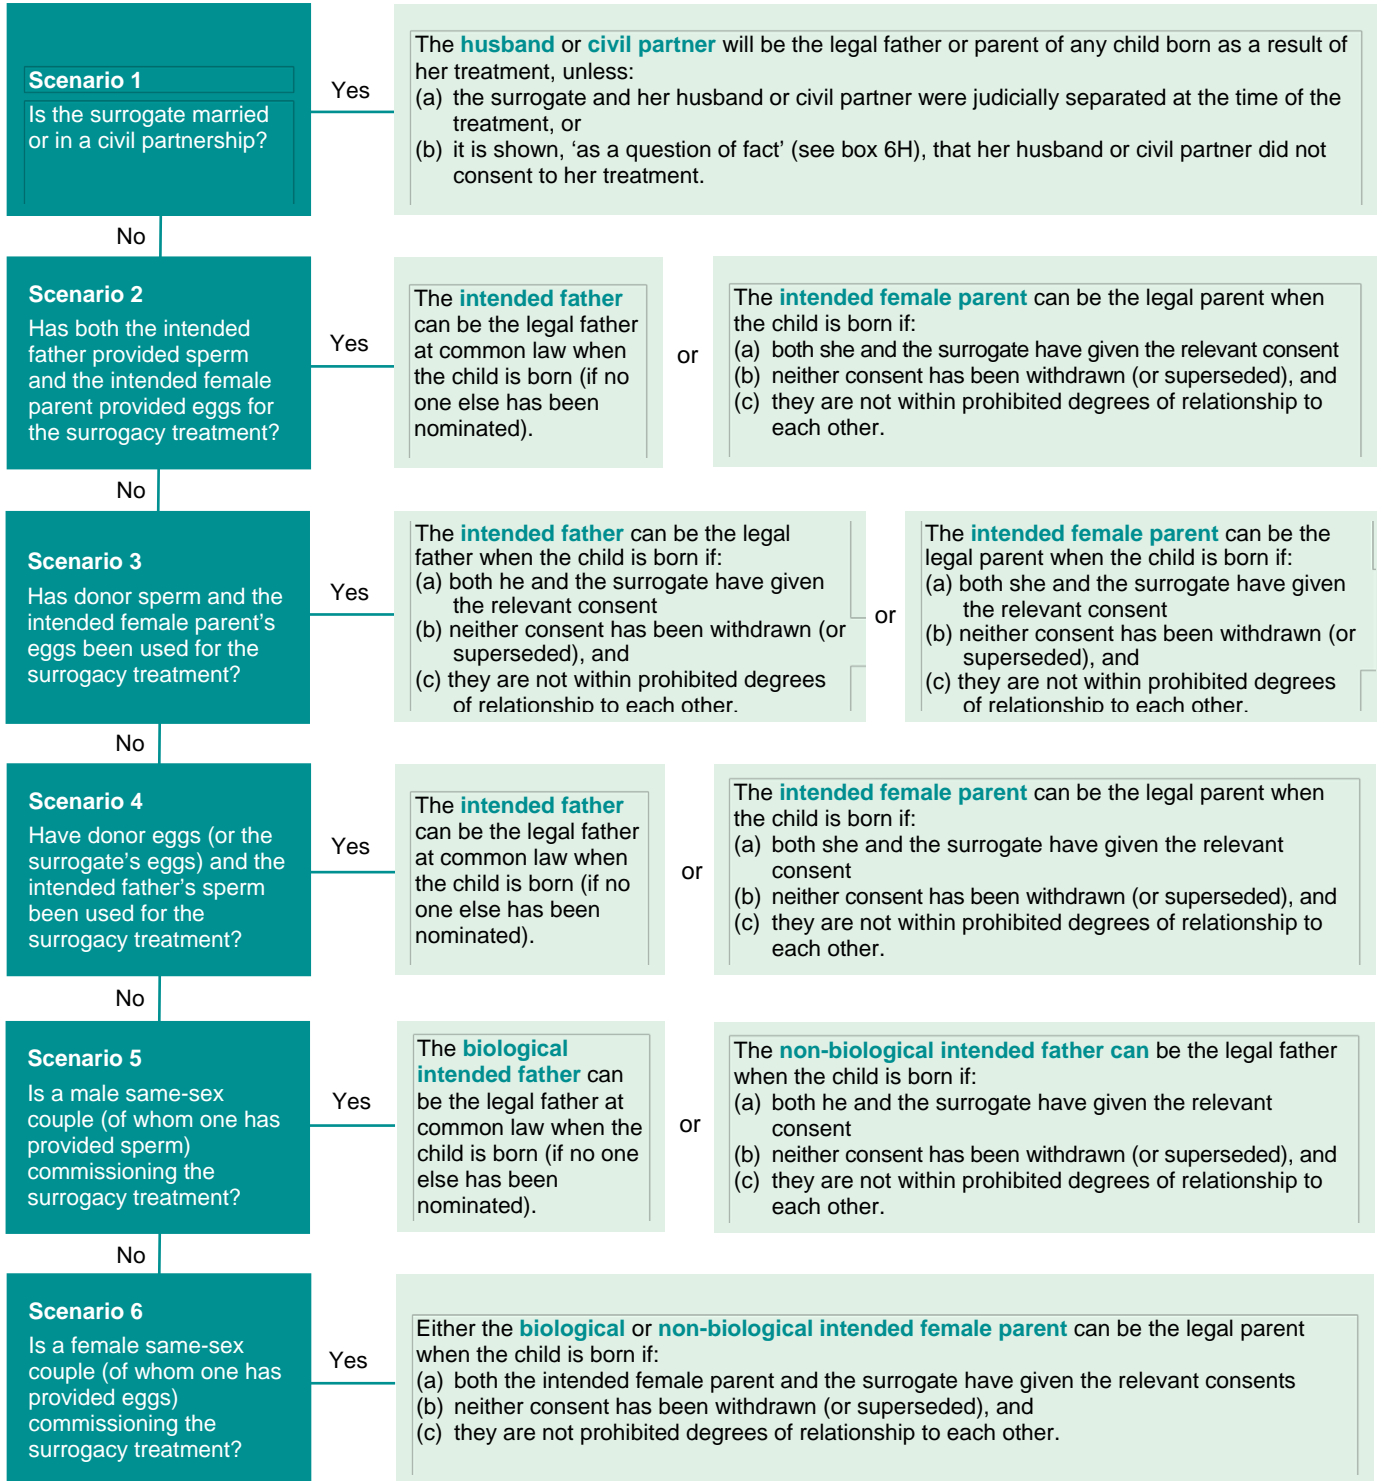 Scenario 1
Is the surrogate married
or in a civil partnership?
Yes
The husband or civil partner will be the legal father or parent of any child born as a result of
her treatment, unless:
(a) the surrogate and her husband or civil partner were judicially separated at the time of the
treatment, or
(b) it is shown, ‘as a question of fact’ (see box 6H), that her husband or civil partner did not
consent to her treatment.
No
Scenario 2
Has both the intended
father provided sperm
and the intended female
parent provided eggs for
the surrogacy treatment?
Yes
The intended father
can be the legal father
at common law when
the child is born (if no
one else has been
nominated).
or
The intended female parent can be the legal parent when
the child is born if:
(a) both she and the surrogate have given the relevant consent
(b) neither consent has been withdrawn (or superseded), and
(c) they are not within prohibited degrees of relationship to
each other.
No
Scenario 3
Has donor sperm and the
intended female parent’s
eggs been used for the
surrogacy treatment?
Yes
The intended father can be the legal
father when the child is born if:
(a) both he and the surrogate have given
the relevant consent
(b) neither consent has been withdrawn (or
superseded), and
(c) they are not within prohibited degrees
of relationship to each other.
or
The intended female parent can be the
legal parent when the child is born if:
(a) both she and the surrogate have given
the relevant consent
(b) neither consent has been withdrawn (or
superseded), and
(c) they are not within prohibited degrees
of relationship to each other.
No
Scenario 4
Have donor eggs (or the
surrogate’s eggs) and the
intended father’s sperm
been used for the
surrogacy treatment?
Yes
The intended father
can be the legal father
at common law when
the child is born (if no
one else has been
nominated).
or
The intended female parent can be the legal parent when
the child is born if:
(a) both she and the surrogate have given the relevant
consent
(b) neither consent has been withdrawn (or superseded), and
(c) they are not within prohibited degrees of relationship to
each other.
No
Scenario 5
Is a male same-sex
couple (of whom one has
provided sperm)
commissioning the
surrogacy treatment?
Yes
The biological
intended father can
be the legal father at
common law when the
child is born (if no one
else has been
nominated).
or
The non-biological intended father can be the legal father
when the child is born if:
(a) both he and the surrogate have given the relevant
consent
(b) neither consent has been withdrawn (or superseded), and
(c) they are not within prohibited degrees of relationship to
each other.
No
Scenario 6
Is a female same-sex
couple (of whom one has
provided eggs)
commissioning the
surrogacy treatment?
Yes
Either the biological or non-biological intended female parent can be the legal parent
when the child is born if:
(a) both the intended female parent and the surrogate have given the relevant consents
(b) neither consent has been withdrawn (or superseded), and
(c) they are not prohibited degrees of relationship to each other.